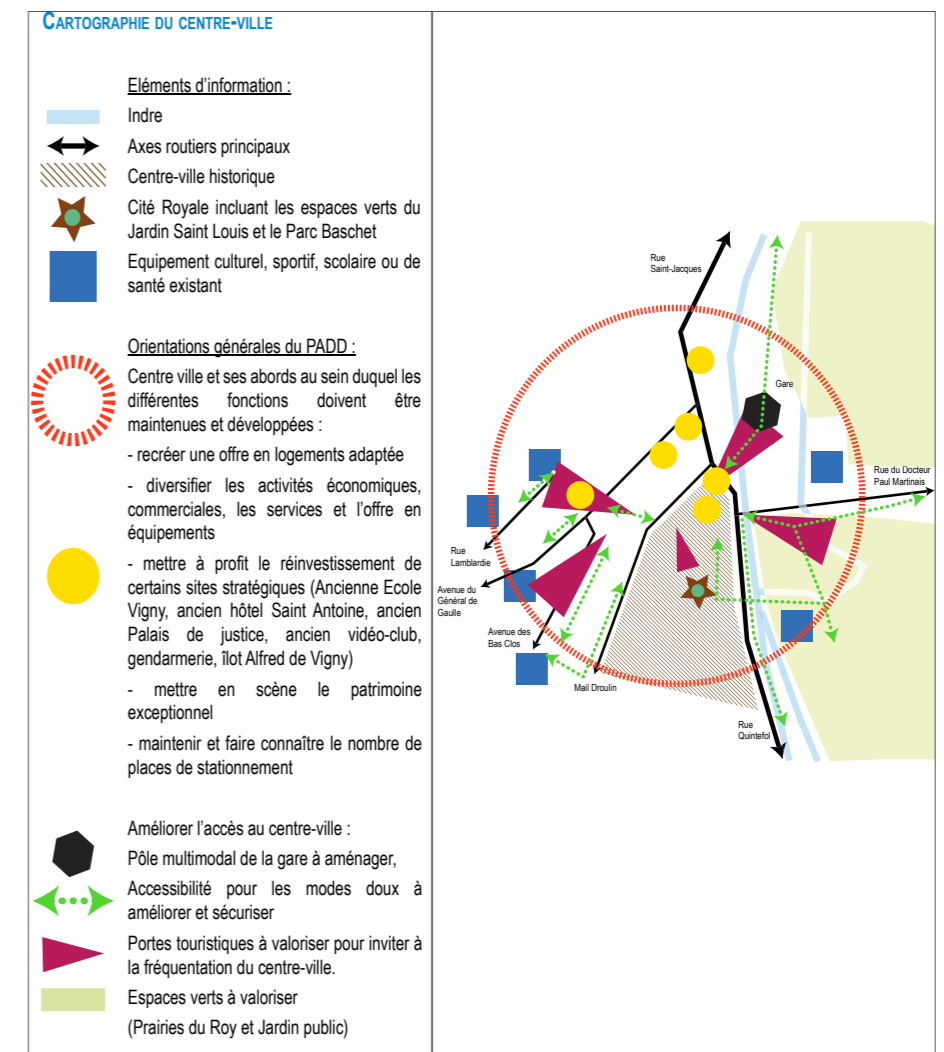 CARTOGRAPHIE DU CENTRE-VILLE
Eléments d'information :
Indre
Axes routiers principaux
Centre-ville historique
Cité Royale incluant les espaces verts du
Jardin Saint Louis et le Parc Baschet
Equipement culturel, sportif, scolaire ou de
santé existant
Orientations générales du PADD :
Centre ville et ses abords au sein duquel les
différentes fonctions doivent être
maintenues et développées :
- recréer une offre en logements adaptée
- diversifier les activités économiques,
commerciales, les services et l'offre en
équipements
- mettre à profit le réinvestissement de
certains sites stratégiques (Ancienne Ecole
Vigny, ancien hôtel Saint Antoine, ancien
Palais de justice, ancien vidéo-club,
gendarmerie, îlot Alfred de Vigny)
- mettre en scène le patrimoine
exceptionnel
- maintenir et faire connaître le nombre de
places de stationnement
Améliorer l'accès au centre-ville :
Pôle multimodal de la gare à aménager,
Accessibilité pour les modes doux à
améliorer et sécuriser
Portes touristiques à valoriser pour inviter à
la fréquentation du centre-ville.
Espaces verts à valoriser
(Prairies du Roy et Jardin public)
Rue
Saint-Jacques
Gare
Rue du Docteur
Paul Martinais
Rue
Lamblardie
Avenue du
Général de
Gaulle
Avenue des
Bas Clos
Mail Droulin
Rue
Quintefol